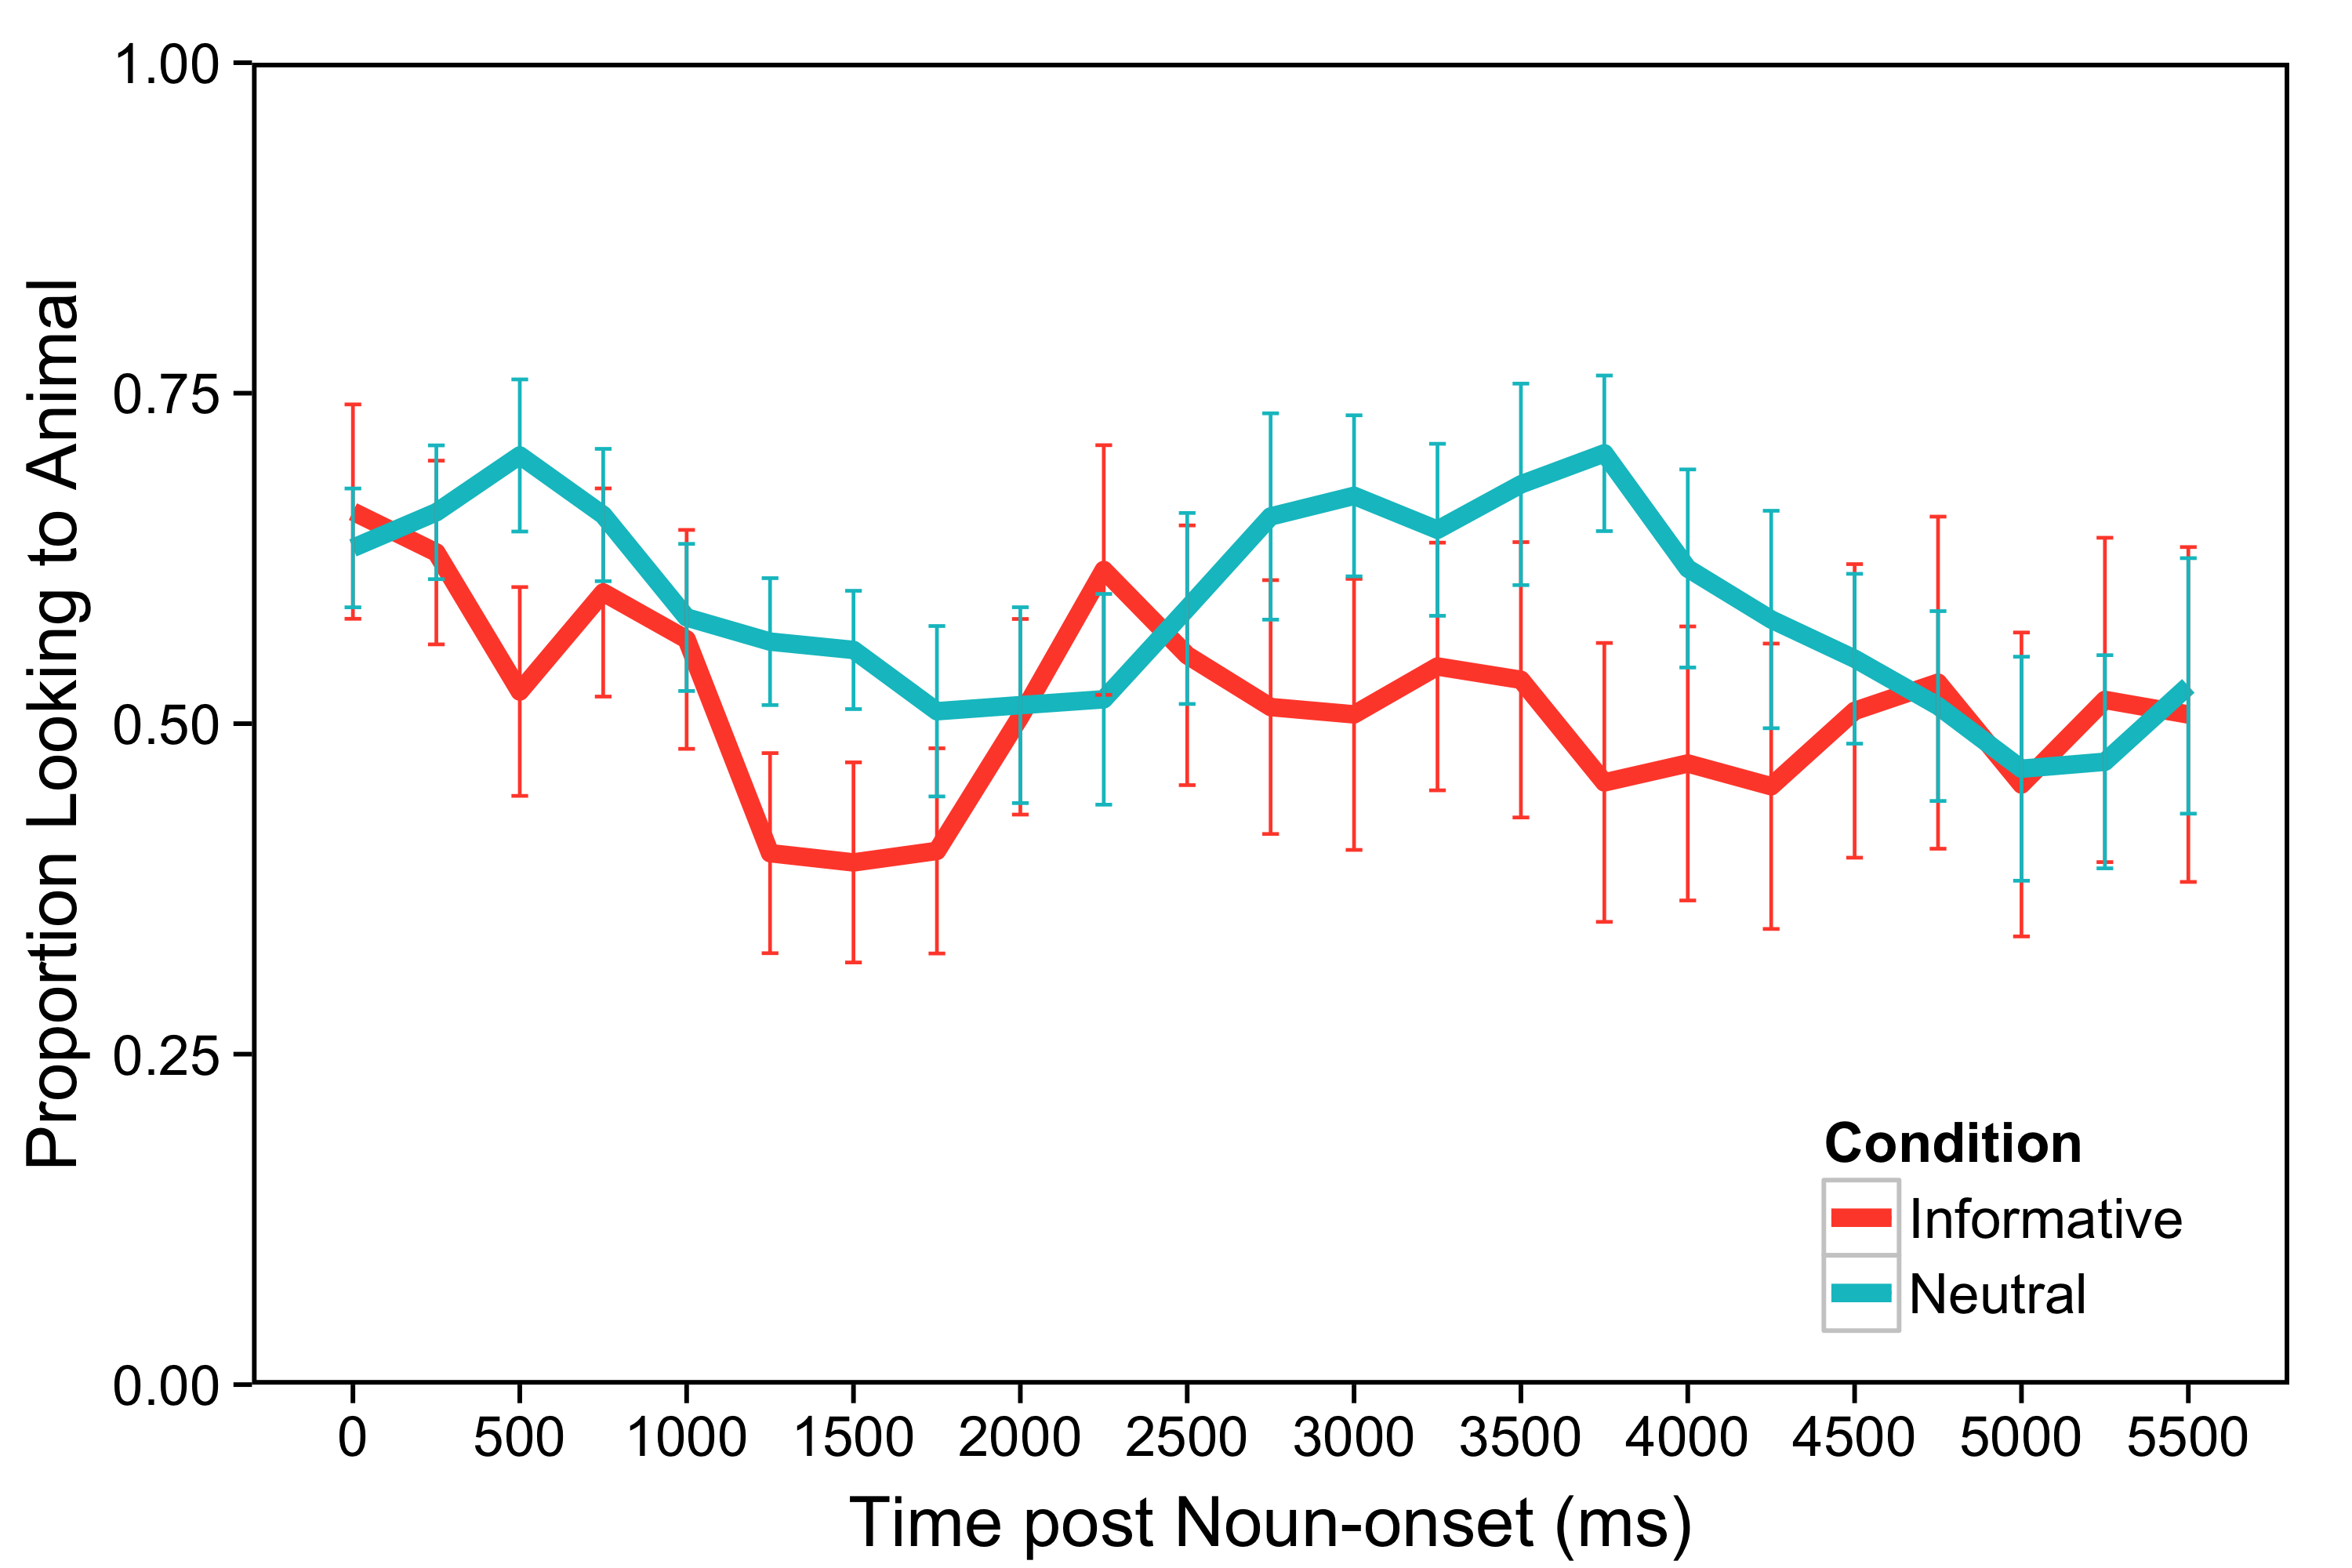 Proportion Looking to Animal
1.00
0.75
0.50
0.25
0.00
0 500 1000 1500 2000 2500 3000 3500 4000 4500 5000 5500
Time post Noun-onset (ms)
Condition
Informative
Neutral